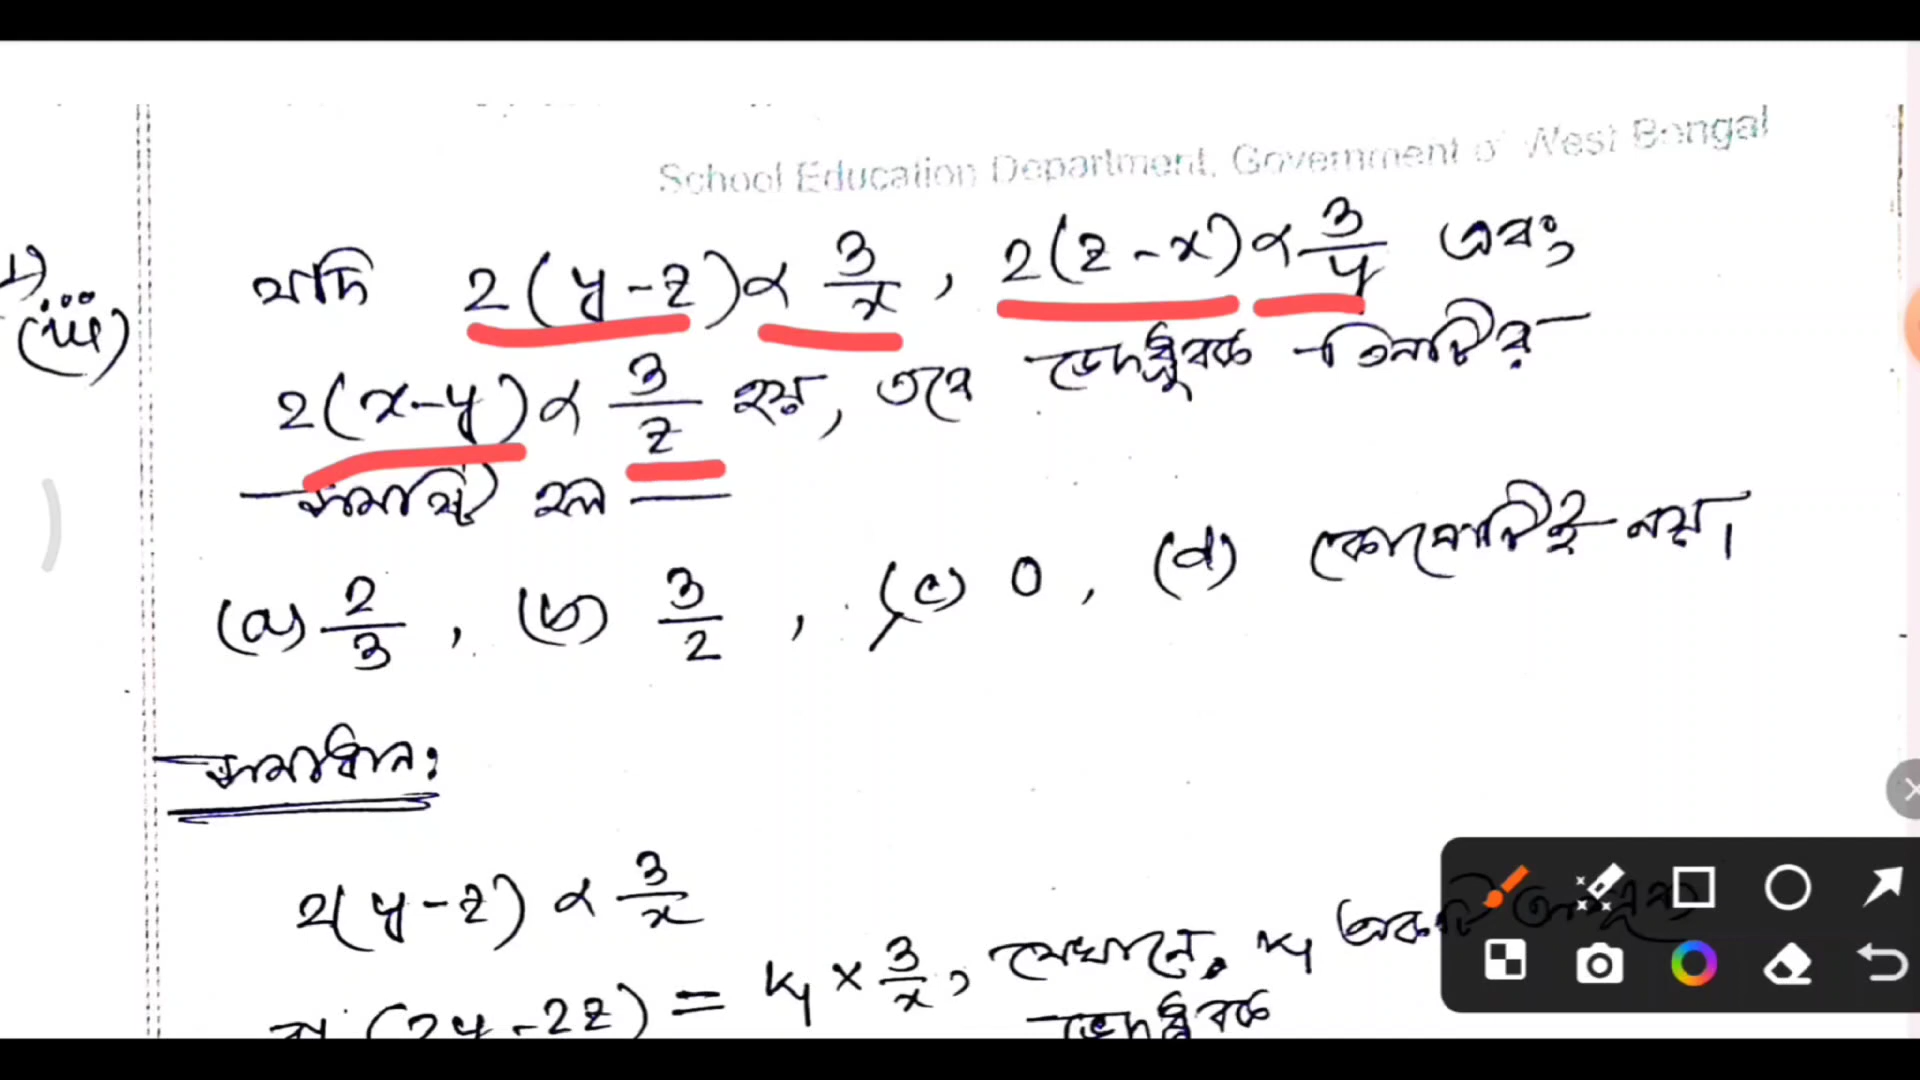 School Education Department, Government of West Bengal
1)
(iii)
যদি 2(y-z) ∝ 3/x, 2(z-x) ∝ 3/y এবং
2(x-y) ∝ 3/z হয়, তবে ভেদধ্রুবক তিনটির
সমষ্টি হল —
(a) 2/3, (b) 3/2, (c) 0, (d) কোনোটিই নয়।
সমাধান:
2(y-z) ∝ 3/x
বা, (2y-2z) = k₁ × 3/x, যেখানে, k₁ একটি
ভেদধ্রুবক